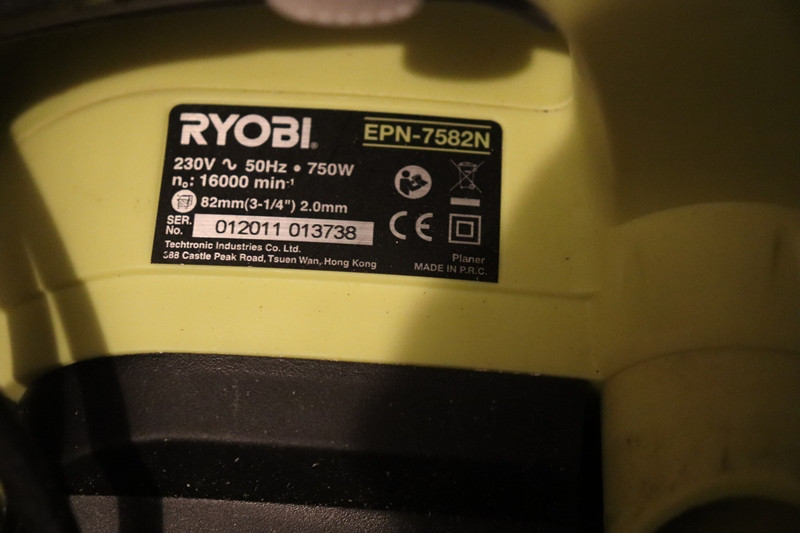 RYOBI
EPN-7582N
230V ∿ 50Hz • 750W
n₀: 16000 min⁻¹
82mm(3-1/4") 2.0mm
SER. No. 012011 013738
CE
Techtronic Industries Co. Ltd.
388 Castle Peak Road, Tsuen Wan, Hong Kong
Planer
MADE IN P.R.C.